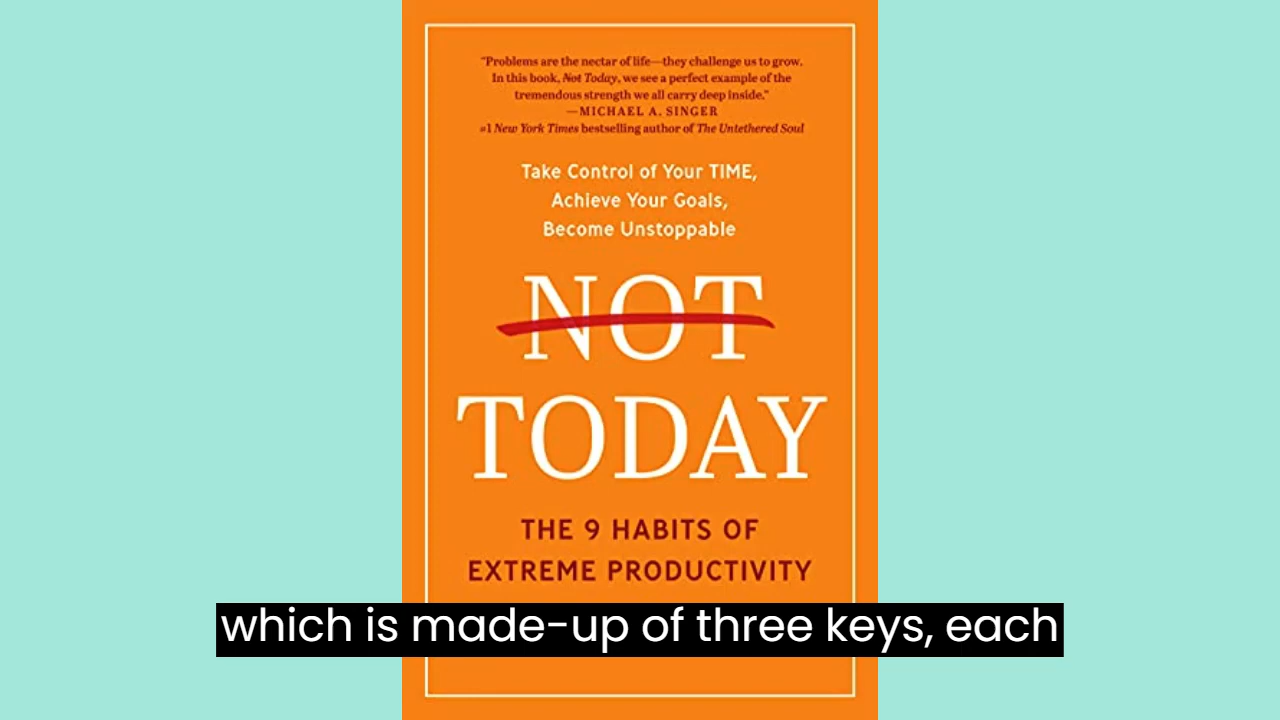 "Problems are the nectar of life—they challenge us to grow.
In this book, Not Today, we see a perfect example of the
tremendous strength we all carry deep inside."
—MICHAEL A. SINGER
#1 New York Times bestselling author of The Untethered Soul
Take Control of Your TIME,
Achieve Your Goals,
Become Unstoppable
NOT
TODAY
THE 9 HABITS OF
EXTREME PRODUCTIVITY
which is made-up of three keys, each